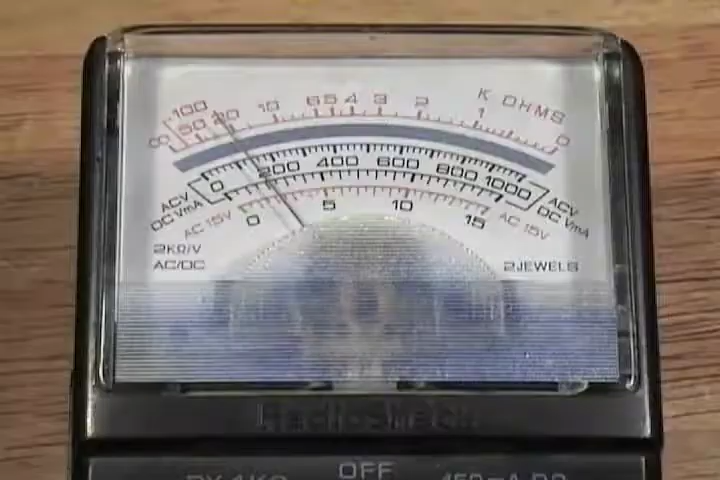 ∞ 100 50 20 10 6 5 4 3 2 1 0 K OHMS
0 200 400 600 800 1000
ACV DC VmA
ACV DC VmA
AC 15V 0 5 10 15 AC 15V
2KΩ/V
AC/DC
2JEWELS
RadioShack
OFF